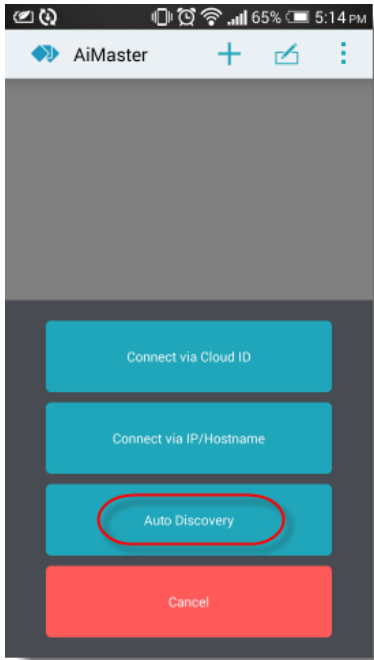 65% 5:14 PM
AiMaster
Connect via Cloud ID
Connect via IP/Hostname
Auto Discovery
Cancel